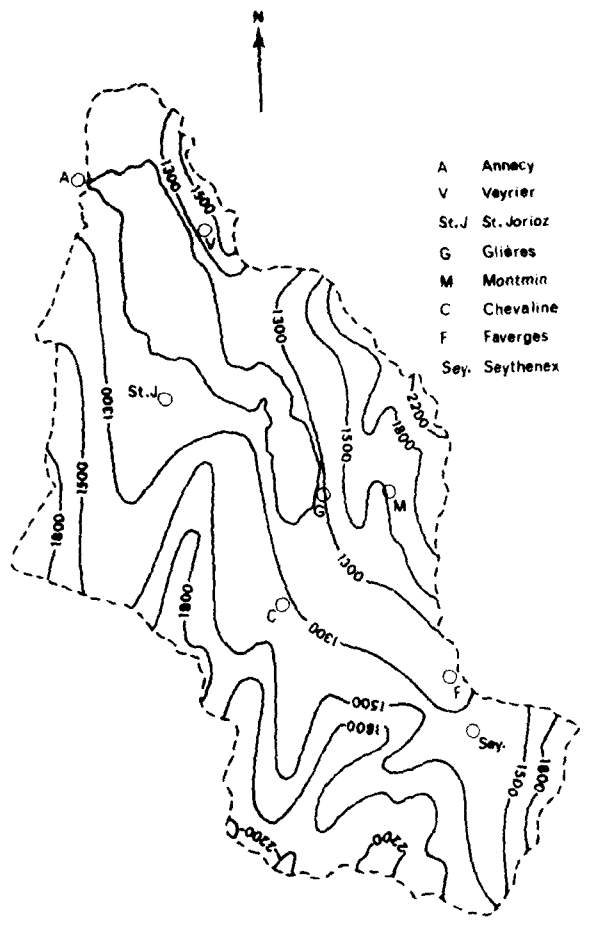 N
A Annecy
V Veyrier
St.J St. Jorioz
G Glières
M Montmin
C Chevaline
F Faverges
Sey. Seythenex
A
1300
1500
V
1300
2200
1800
St.J
1300
1500
1500
1800
G
M
1300
1800
C
1300
F
1500
1800
Sey.
1500
1800
2200
2200